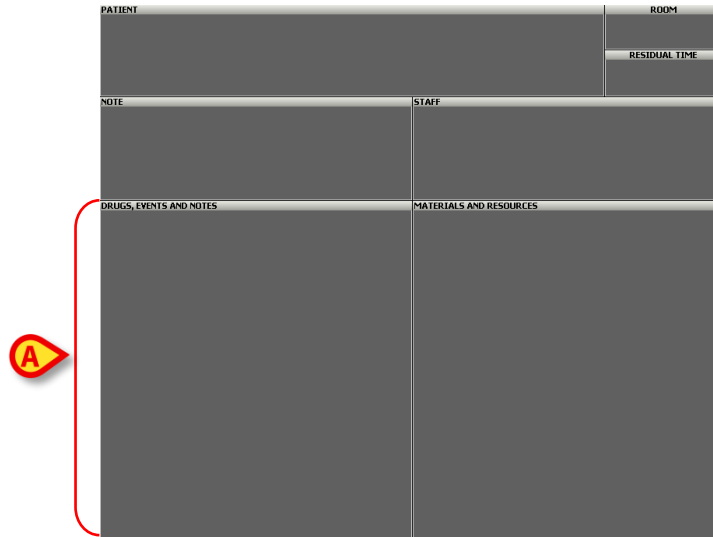 PATIENT
ROOM
RESIDUAL TIME
NOTE
STAFF
DRUGS, EVENTS AND NOTES
MATERIALS AND RESOURCES
A